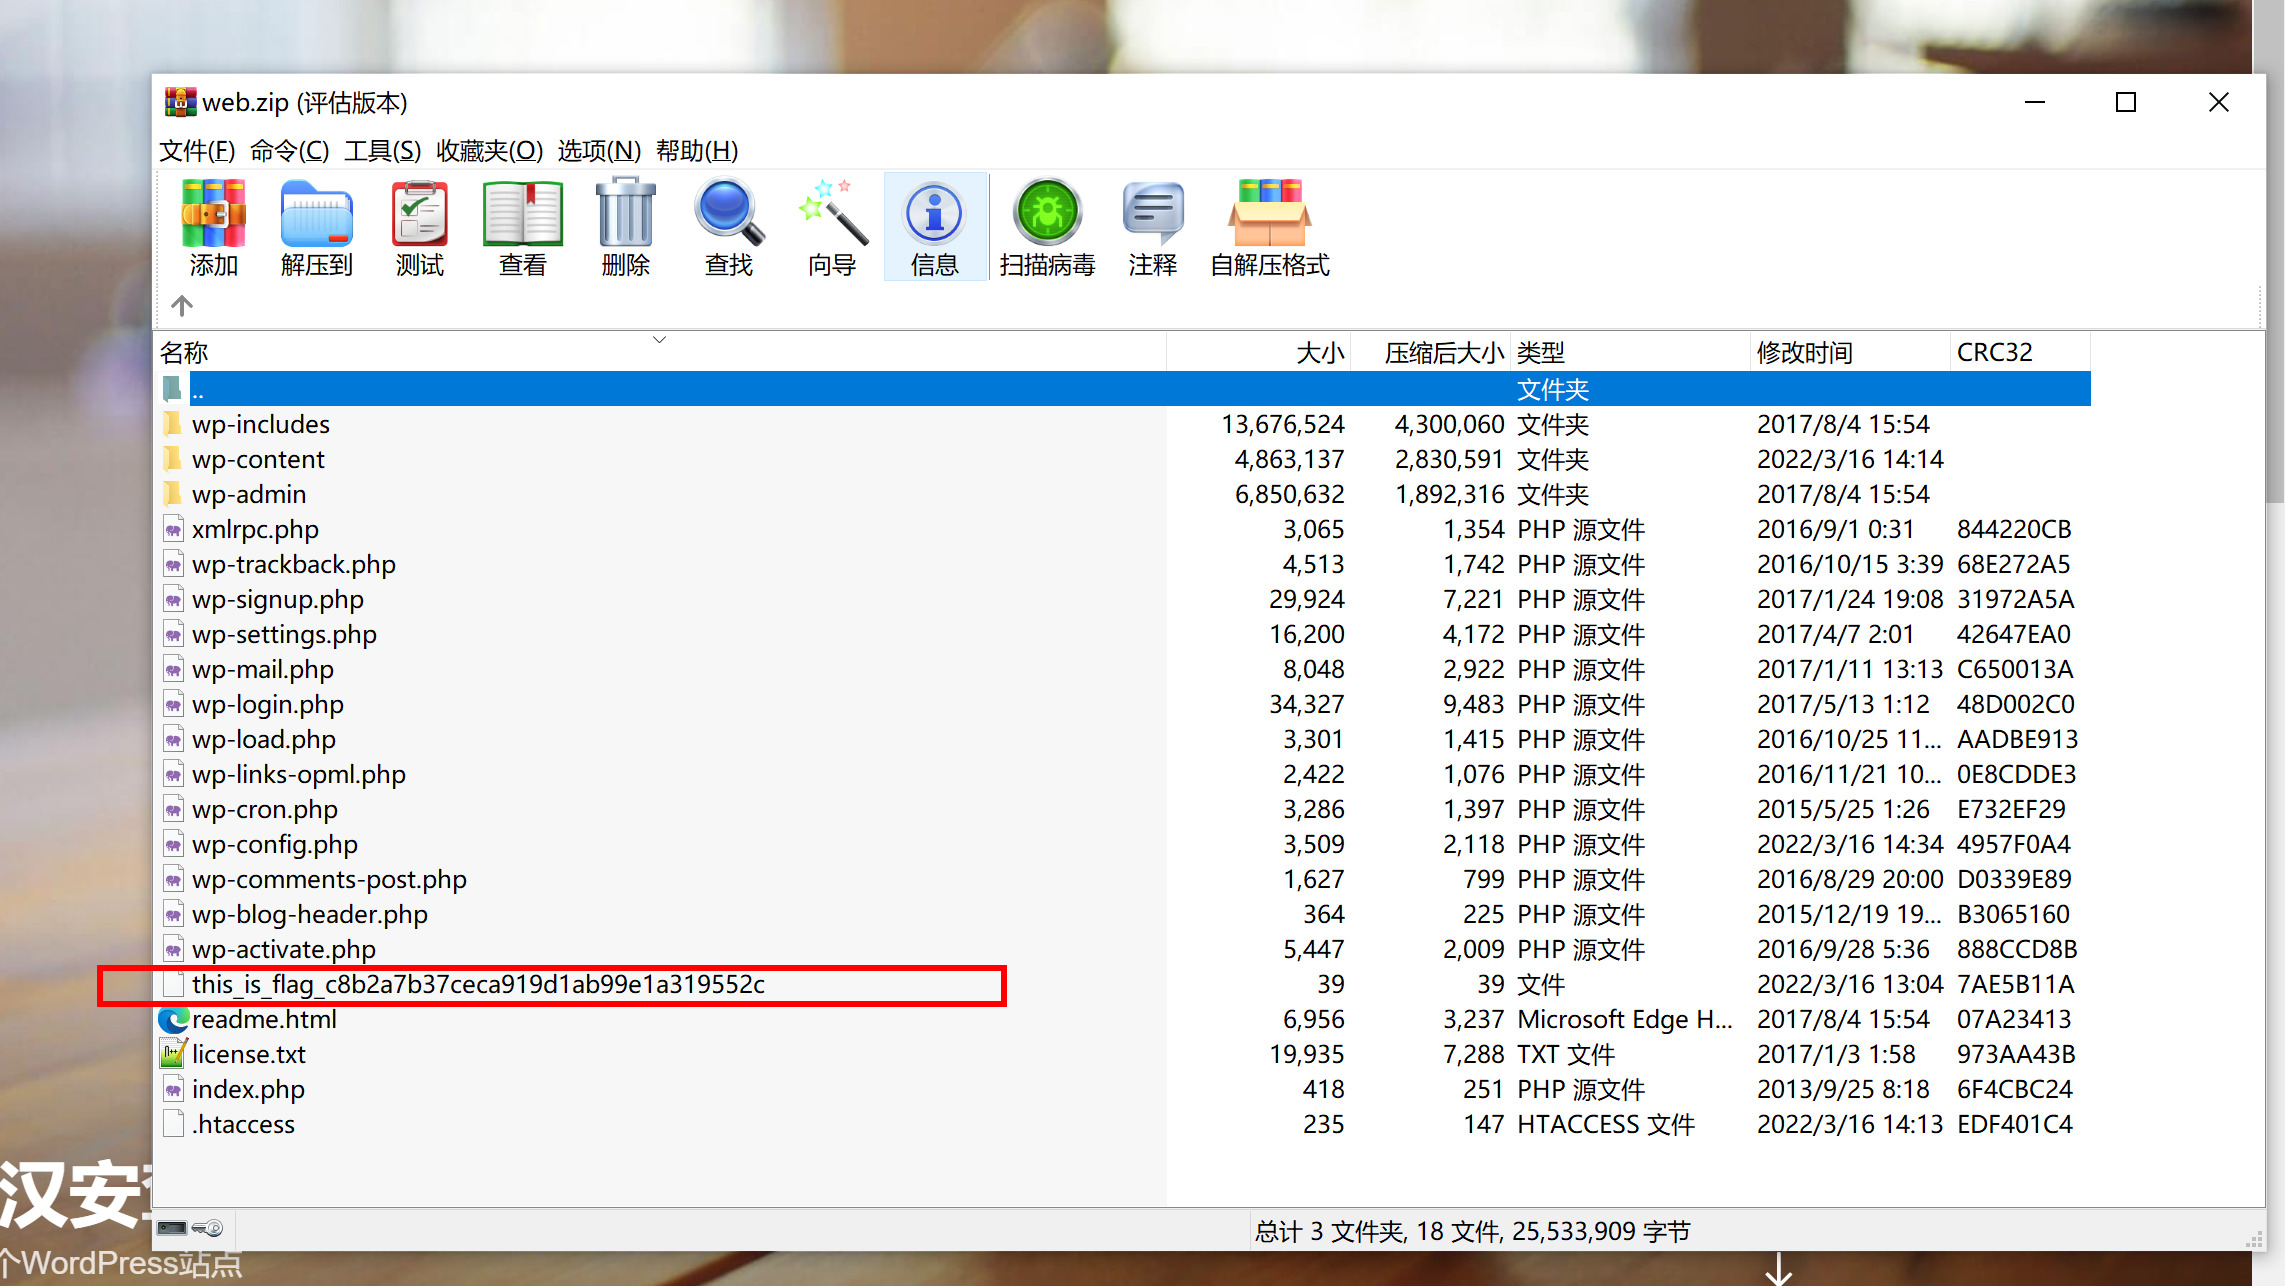 web.zip (评估版本)
文件(F) 命令(C) 工具(S) 收藏夹(O) 选项(N) 帮助(H)
添加 解压到 测试 查看 删除 查找 向导 信息 扫描病毒 注释 自解压格式
名称 大小 压缩后大小 类型 修改时间 CRC32
.. 文件夹
wp-includes 13,676,524 4,300,060 文件夹 2017/8/4 15:54
wp-content 4,863,137 2,830,591 文件夹 2022/3/16 14:14
wp-admin 6,850,632 1,892,316 文件夹 2017/8/4 15:54
xmlrpc.php 3,065 1,354 PHP 源文件 2016/9/1 0:31 844220CB
wp-trackback.php 4,513 1,742 PHP 源文件 2016/10/15 3:39 68E272A5
wp-signup.php 29,924 7,221 PHP 源文件 2017/1/24 19:08 31972A5A
wp-settings.php 16,200 4,172 PHP 源文件 2017/4/7 2:01 42647EA0
wp-mail.php 8,048 2,922 PHP 源文件 2017/1/11 13:13 C650013A
wp-login.php 34,327 9,483 PHP 源文件 2017/5/13 1:12 48D002C0
wp-load.php 3,301 1,415 PHP 源文件 2016/10/25 11... AADBE913
wp-links-opml.php 2,422 1,076 PHP 源文件 2016/11/21 10... 0E8CDDE3
wp-cron.php 3,286 1,397 PHP 源文件 2015/5/25 1:26 E732EF29
wp-config.php 3,509 2,118 PHP 源文件 2022/3/16 14:34 4957F0A4
wp-comments-post.php 1,627 799 PHP 源文件 2016/8/29 20:00 D0339E89
wp-blog-header.php 364 225 PHP 源文件 2015/12/19 19... B3065160
wp-activate.php 5,447 2,009 PHP 源文件 2016/9/28 5:36 888CCD8B
this_is_flag_c8b2a7b37ceca919d1ab99e1a319552c 39 39 文件 2022/3/16 13:04 7AE5B11A
readme.html 6,956 3,237 Microsoft Edge H... 2017/8/4 15:54 07A23413
license.txt 19,935 7,288 TXT 文件 2017/1/3 1:58 973AA43B
index.php 418 251 PHP 源文件 2013/9/25 8:18 6F4CBC24
.htaccess 235 147 HTACCESS 文件 2022/3/16 14:13 EDF401C4
汉安
总计 3 文件夹, 18 文件, 25,533,909 字节
个WordPress站点